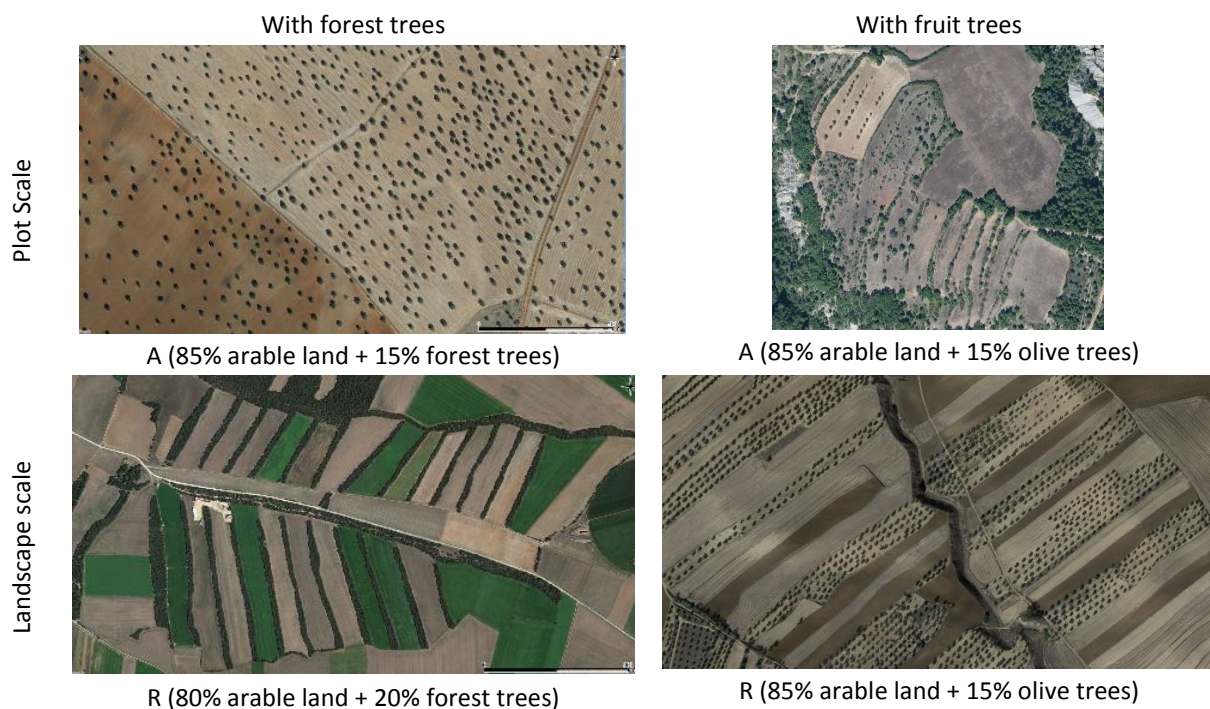 With forest trees
With fruit trees
Plot Scale
A (85% arable land + 15% forest trees)
A (85% arable land + 15% olive trees)
Landscape scale
R (80% arable land + 20% forest trees)
R (85% arable land + 15% olive trees)